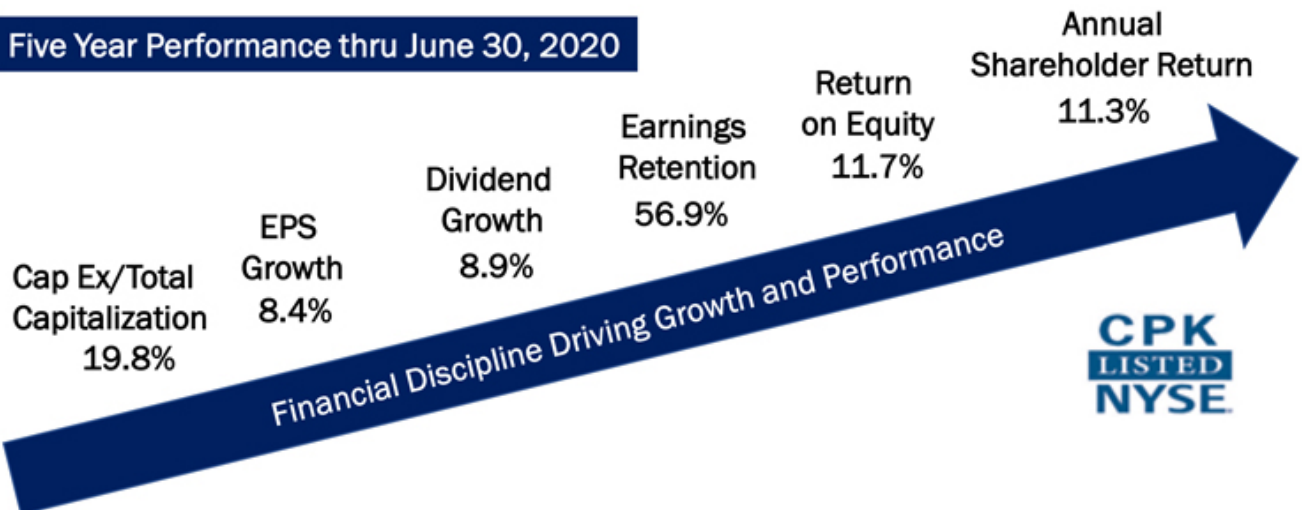 Five Year Performance thru June 30, 2020
Cap Ex/Total
Capitalization
19.8%
EPS
Growth
8.4%
Dividend
Growth
8.9%
Earnings
Retention
56.9%
Return
on Equity
11.7%
Annual
Shareholder Return
11.3%
Financial Discipline Driving Growth and Performance
CPK
LISTED
NYSE